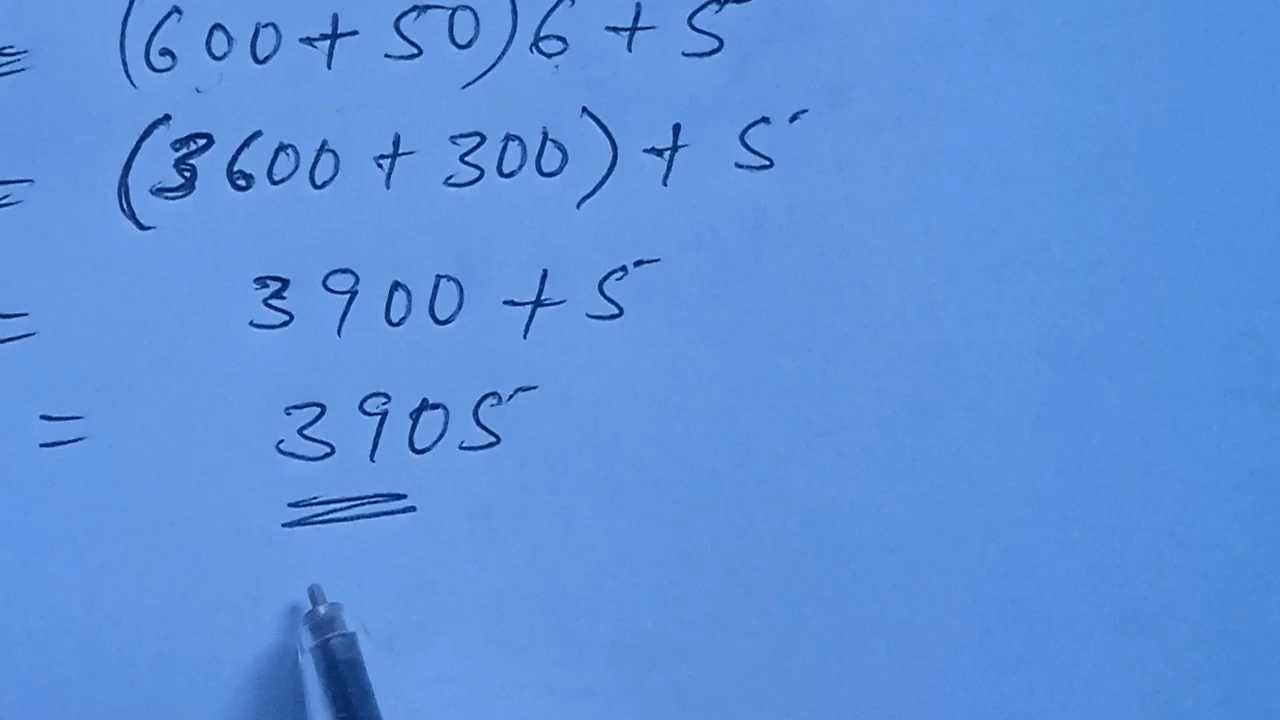 = (600 + 50)6 + 5
= (3600 + 300) + 5
= 3900 + 5
= 3905